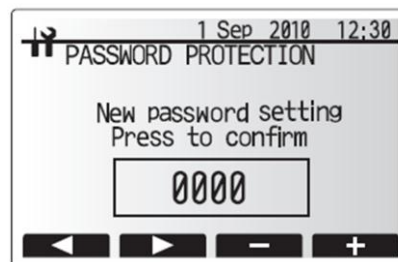 1 Sep 2010 12:30
PASSWORD PROTECTION
New password setting
Press to confirm
0000